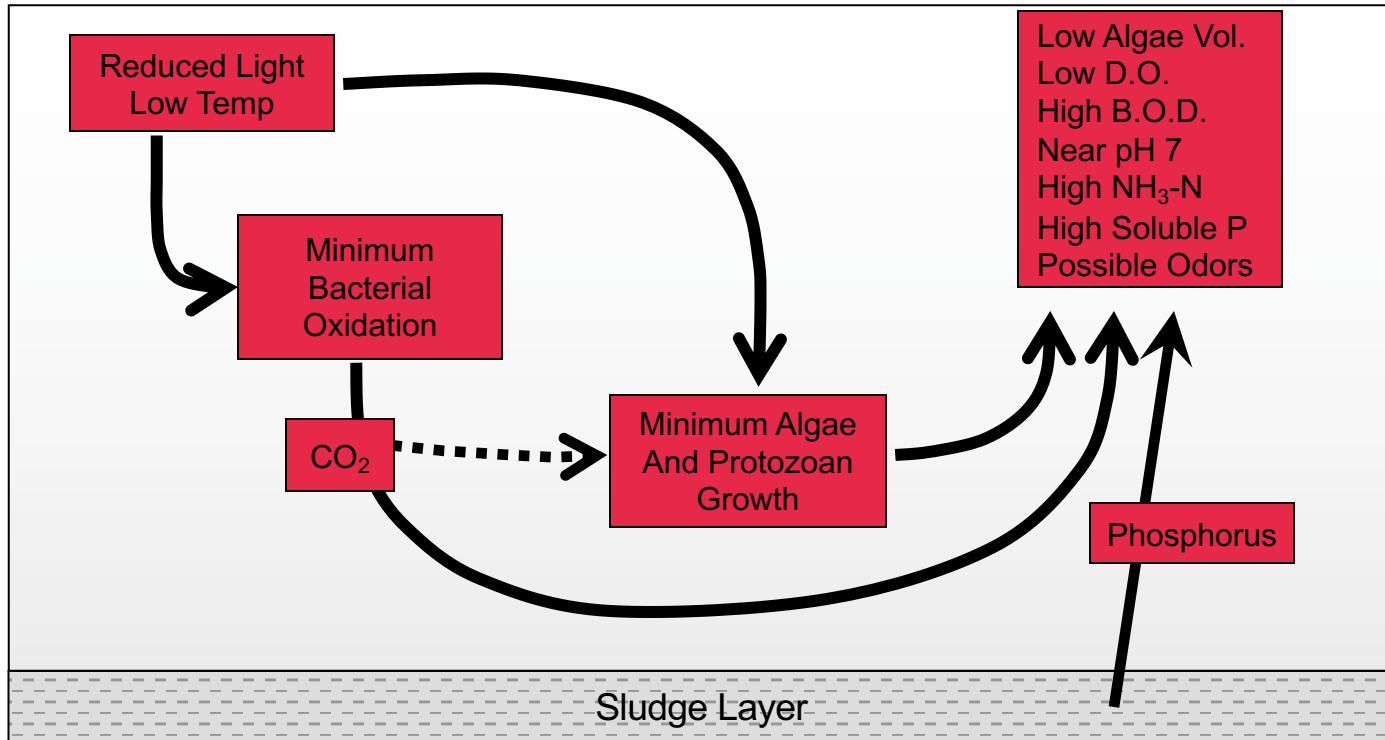 Reduced Light
Low Temp
Low Algae Vol.
Low D.O.
High B.O.D.
Near pH 7
High NH₃-N
High Soluble P
Possible Odors
Minimum
Bacterial
Oxidation
CO₂
Minimum Algae
And Protozoan
Growth
Phosphorus
Sludge Layer